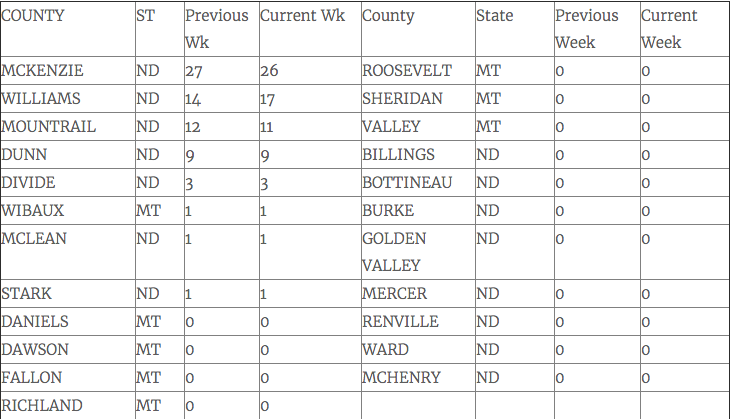 COUNTY ST Previous Wk Current Wk County State Previous Week Current Week
MCKENZIE ND 27 26 ROOSEVELT MT 0 0
WILLIAMS ND 14 17 SHERIDAN MT 0 0
MOUNTRAIL ND 12 11 VALLEY MT 0 0
DUNN ND 9 9 BILLINGS ND 0 0
DIVIDE ND 3 3 BOTTINEAU ND 0 0
WIBAUX MT 1 1 BURKE ND 0 0
MCLEAN ND 1 1 GOLDEN VALLEY ND 0 0
STARK ND 1 1 MERCER ND 0 0
DANIELS MT 0 0 RENVILLE ND 0 0
DAWSON MT 0 0 WARD ND 0 0
FALLON MT 0 0 MCHENRY ND 0 0
RICHLAND MT 0 0